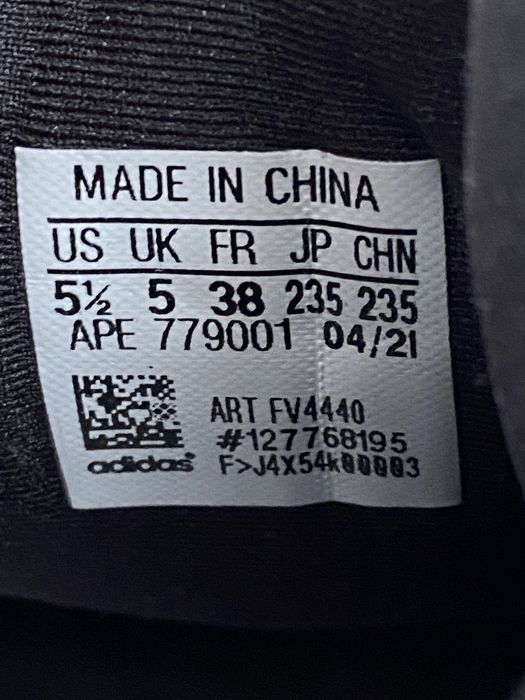 MADE IN CHINA
US UK FR JP CHN
5½ 5 38 235 235
APE 779001 04/21
ART FV4440
#127768195
adidas
F>J4X54k00003